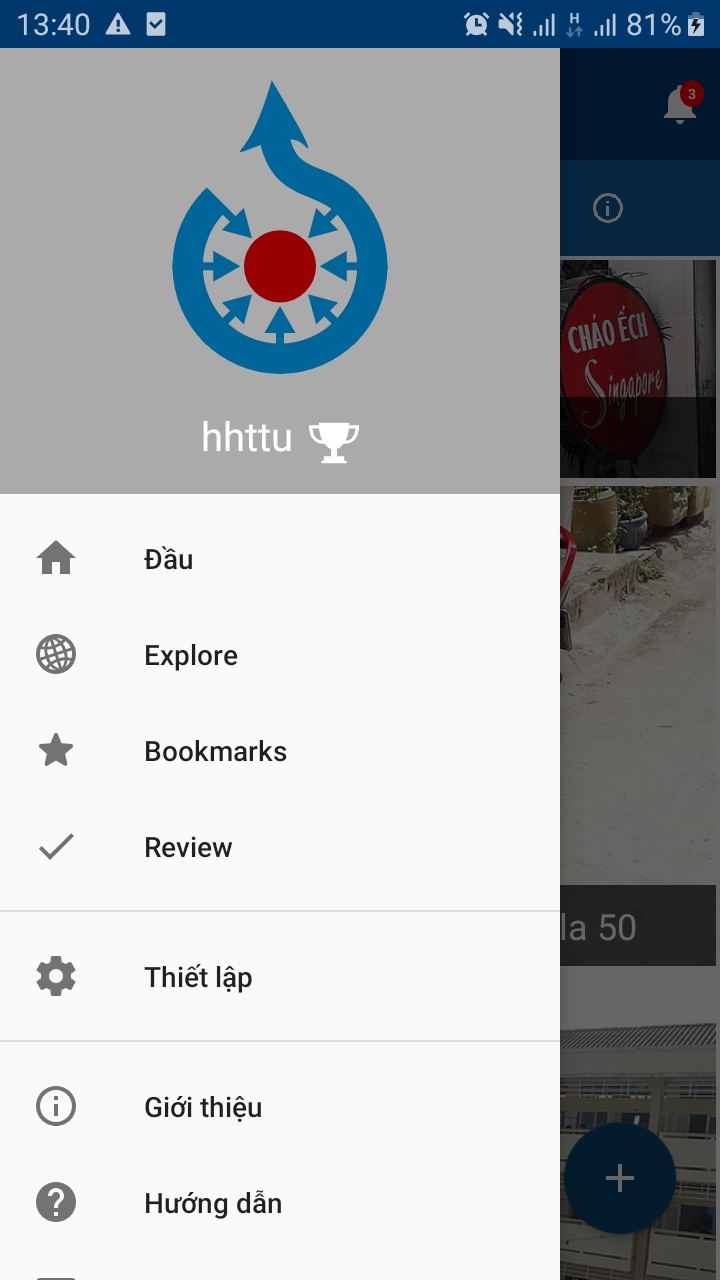 13:40
H
81%
3
CHÁO ẾCH
Singapore
hhttu
Đầu
Explore
Bookmarks
Review
la 50
Thiết lập
Giới thiệu
Hướng dẫn